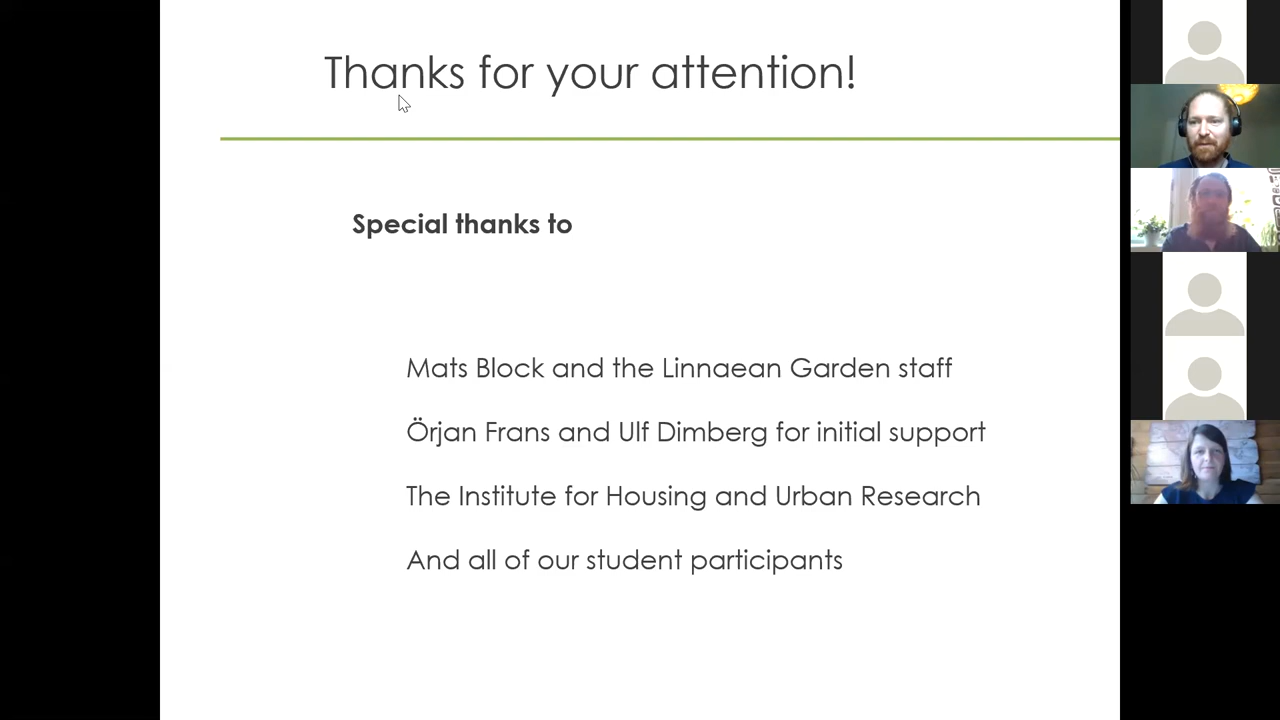 Thanks for your attention!
Special thanks to
Mats Block and the Linnaean Garden staff
Örjan Frans and Ulf Dimberg for initial support
The Institute for Housing and Urban Research
And all of our student participants